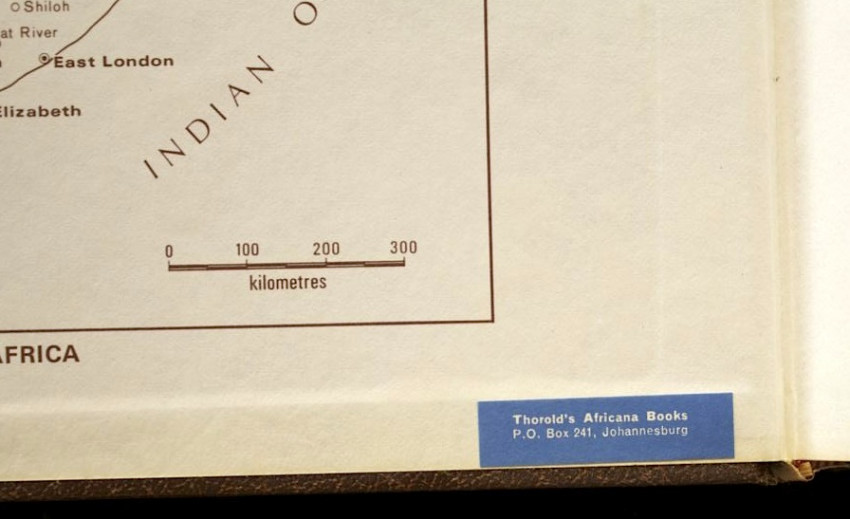 Shiloh
at River
East London
Elizabeth
INDIAN O
0 100 200 300
kilometres
AFRICA
Thorold's Africana Books
P.O. Box 241, Johannesburg